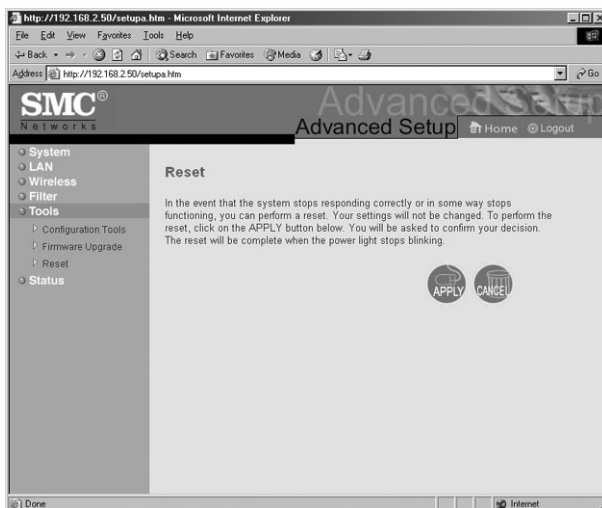 http://192.168.2.50/setupa.htm - Microsoft Internet Explorer
File Edit View Favorites Tools Help
Back Search Favorites Media
Address http://192.168.2.50/setupa.htm Go
SMC®
Networks
Advanced Setup
Advanced Setup Home Logout
System
LAN
Wireless
Filter
Tools
Configuration Tools
Firmware Upgrade
Reset
Status
Reset
In the event that the system stops responding correctly or in some way stops
functioning, you can perform a reset. Your settings will not be changed. To perform the
reset, click on the APPLY button below. You will be asked to confirm your decision.
The reset will be complete when the power light stops blinking.
APPLY CANCEL
Done Internet